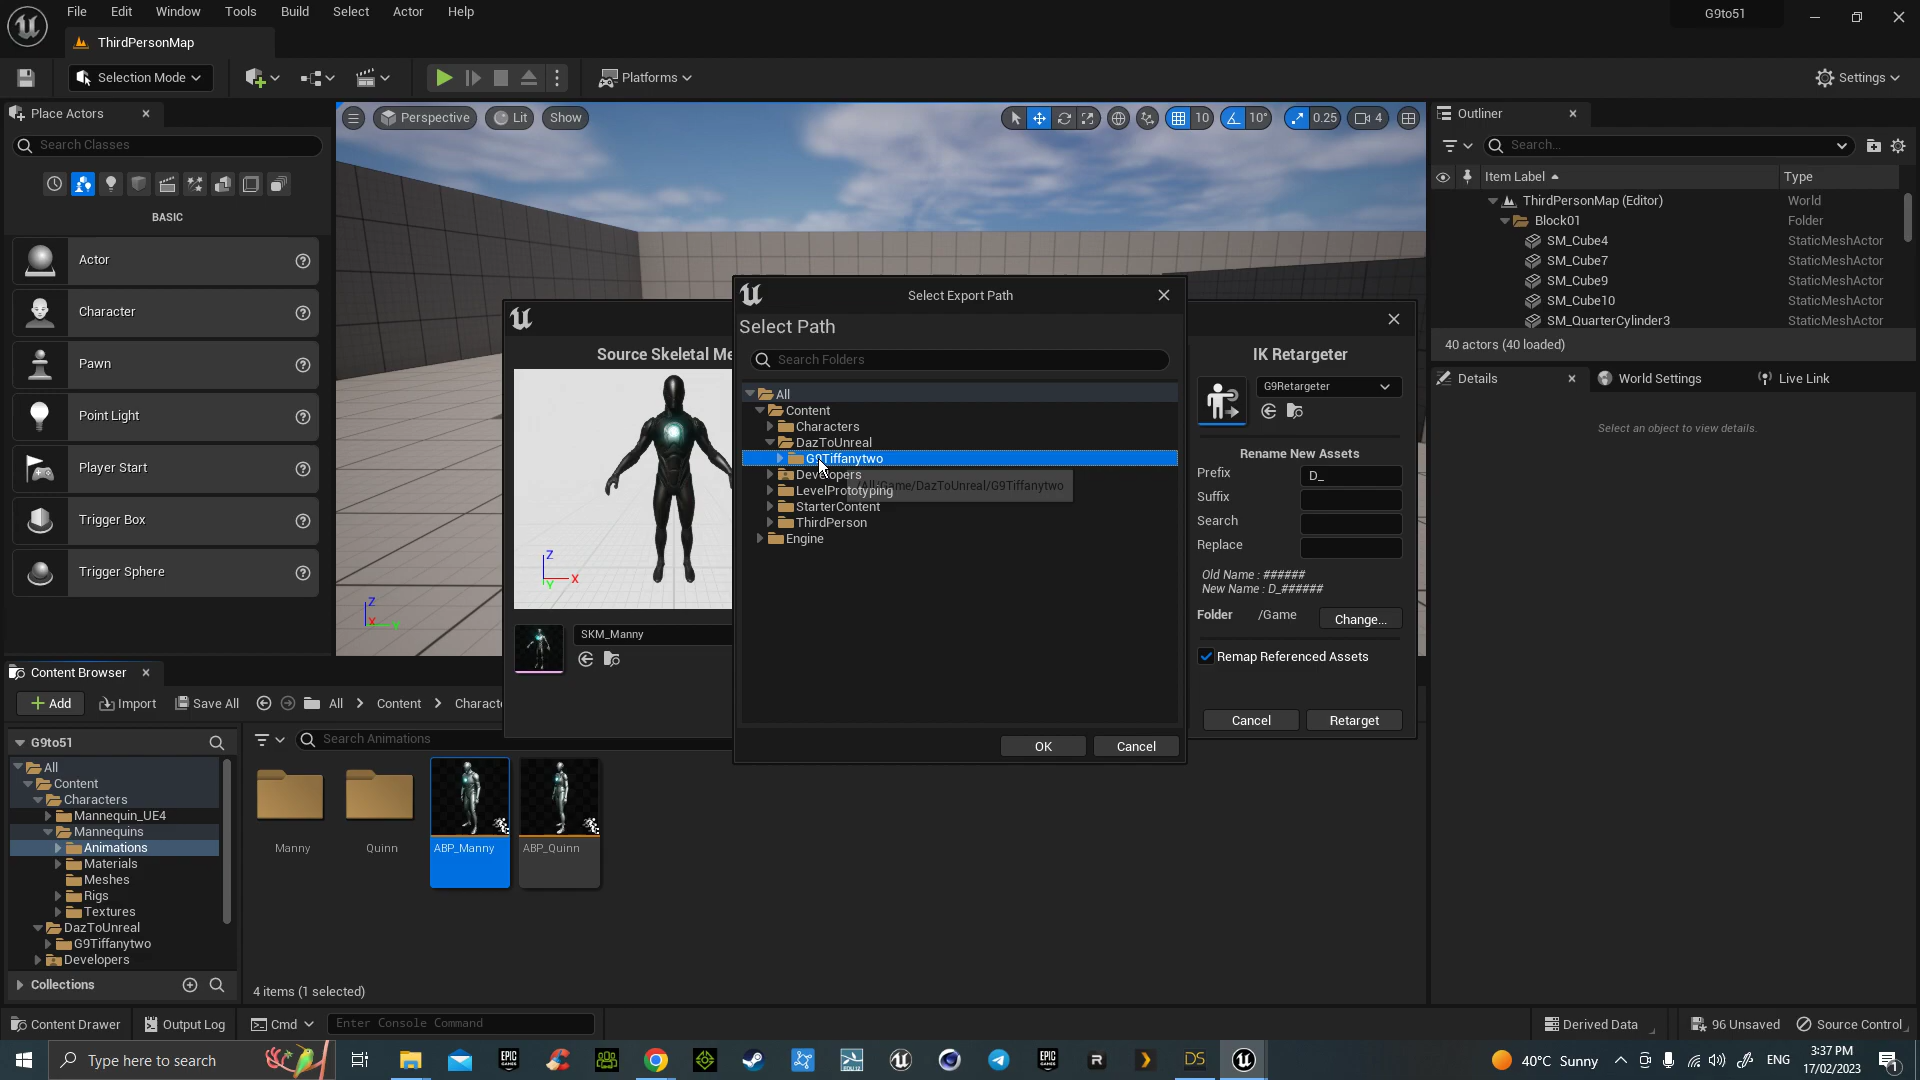 File Edit Window Tools Build Select Actor Help
G9to51
ThirdPersonMap
Selection Mode
Platforms
Settings
Place Actors
Search Classes
BASIC
Actor
Character
Pawn
Point Light
Player Start
Trigger Box
Trigger Sphere
Perspective Lit Show
10 10° 0.25 4
Z
X
Y
Source Skeletal Me
Z
X
Y
SKM_Manny
Select Export Path
Select Path
Search Folders
All
Content
Characters
DazToUnreal
G9Tiffanytwo
Developers
/All/Game/DazToUnreal/G9Tiffanytwo
LevelPrototyping
StarterContent
ThirdPerson
Engine
OK Cancel
IK Retargeter
G9Retargeter
Rename New Assets
Prefix D_
Suffix
Search
Replace
Old Name : ######
New Name : D_######
Folder /Game Change...
Remap Referenced Assets
Cancel Retarget
Outliner
Search...
Item Label Type
ThirdPersonMap (Editor) World
Block01 Folder
SM_Cube4 StaticMeshActor
SM_Cube7 StaticMeshActor
SM_Cube9 StaticMeshActor
SM_Cube10 StaticMeshActor
SM_QuarterCylinder3 StaticMeshActor
40 actors (40 loaded)
Details World Settings Live Link
Select an object to view details.
Content Browser
Add Import Save All All Content Characte
G9to51
Search Animations
All
Content
Characters
Mannequin_UE4
Mannequins
Animations
Materials
Meshes
Rigs
Textures
DazToUnreal
G9Tiffanytwo
Developers
Collections
Manny Quinn ABP_Manny ABP_Quinn
4 items (1 selected)
Content Drawer Output Log Cmd Enter Console Command
Derived Data 96 Unsaved Source Control
Type here to search
40°C Sunny ENG 3:37 PM
17/02/2023